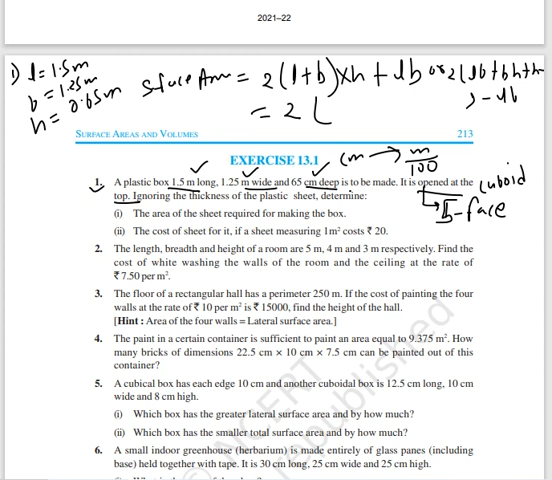 2021–22
1) l = 1.5m
b = 1.25m
h = 0.65m
Sface Area = 2(l+b)×h + lb or 2(lb+bh+h
) - lb
= 2(
SURFACE AREAS AND VOLUMES 213
EXERCISE 13.1
cm → m/100
1. A plastic box 1.5 m long, 1.25 m wide and 65 cm deep is to be made. It is opened at the
top. Ignoring the thickness of the plastic sheet, determine:
cuboid
5-face
(i) The area of the sheet required for making the box.
(ii) The cost of sheet for it, if a sheet measuring 1m² costs ₹ 20.
2. The length, breadth and height of a room are 5 m, 4 m and 3 m respectively. Find the
cost of white washing the walls of the room and the ceiling at the rate of
₹ 7.50 per m².
3. The floor of a rectangular hall has a perimeter 250 m. If the cost of painting the four
walls at the rate of ₹ 10 per m² is ₹ 15000, find the height of the hall.
[Hint : Area of the four walls = Lateral surface area.]
4. The paint in a certain container is sufficient to paint an area equal to 9.375 m². How
many bricks of dimensions 22.5 cm × 10 cm × 7.5 cm can be painted out of this
container?
5. A cubical box has each edge 10 cm and another cuboidal box is 12.5 cm long, 10 cm
wide and 8 cm high.
(i) Which box has the greater lateral surface area and by how much?
(ii) Which box has the smaller total surface area and by how much?
6. A small indoor greenhouse (herbarium) is made entirely of glass panes (including
base) held together with tape. It is 30 cm long, 25 cm wide and 25 cm high.
© NCERT
republished